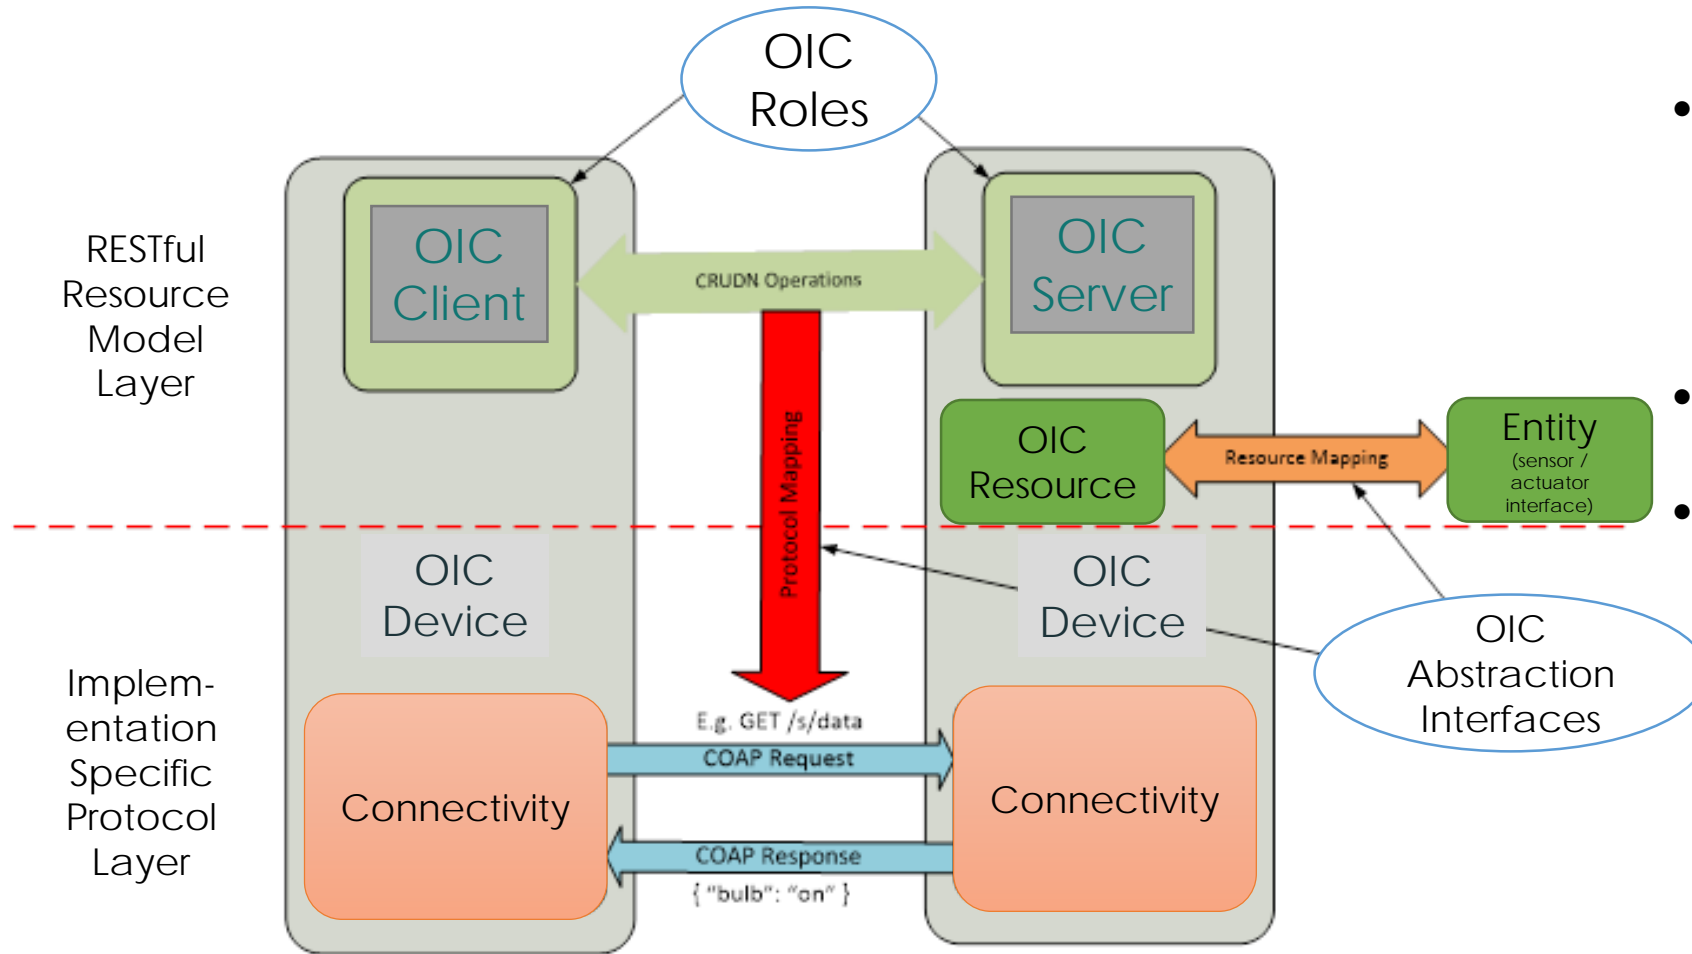 OIC
Roles
•
RESTful
Resource
Model
Layer
OIC
Client
CRUDN Operations
OIC
Server
Protocol Mapping
OIC
Resource
Resource Mapping
Entity
(sensor /
actuator
interface)
•
•
OIC
Device
OIC
Device
OIC
Abstraction
Interfaces
Implem-
entation
Specific
Protocol
Layer
Connectivity
E.g. GET /s/data
COAP Request
COAP Response
{ "bulb": "on" }
Connectivity